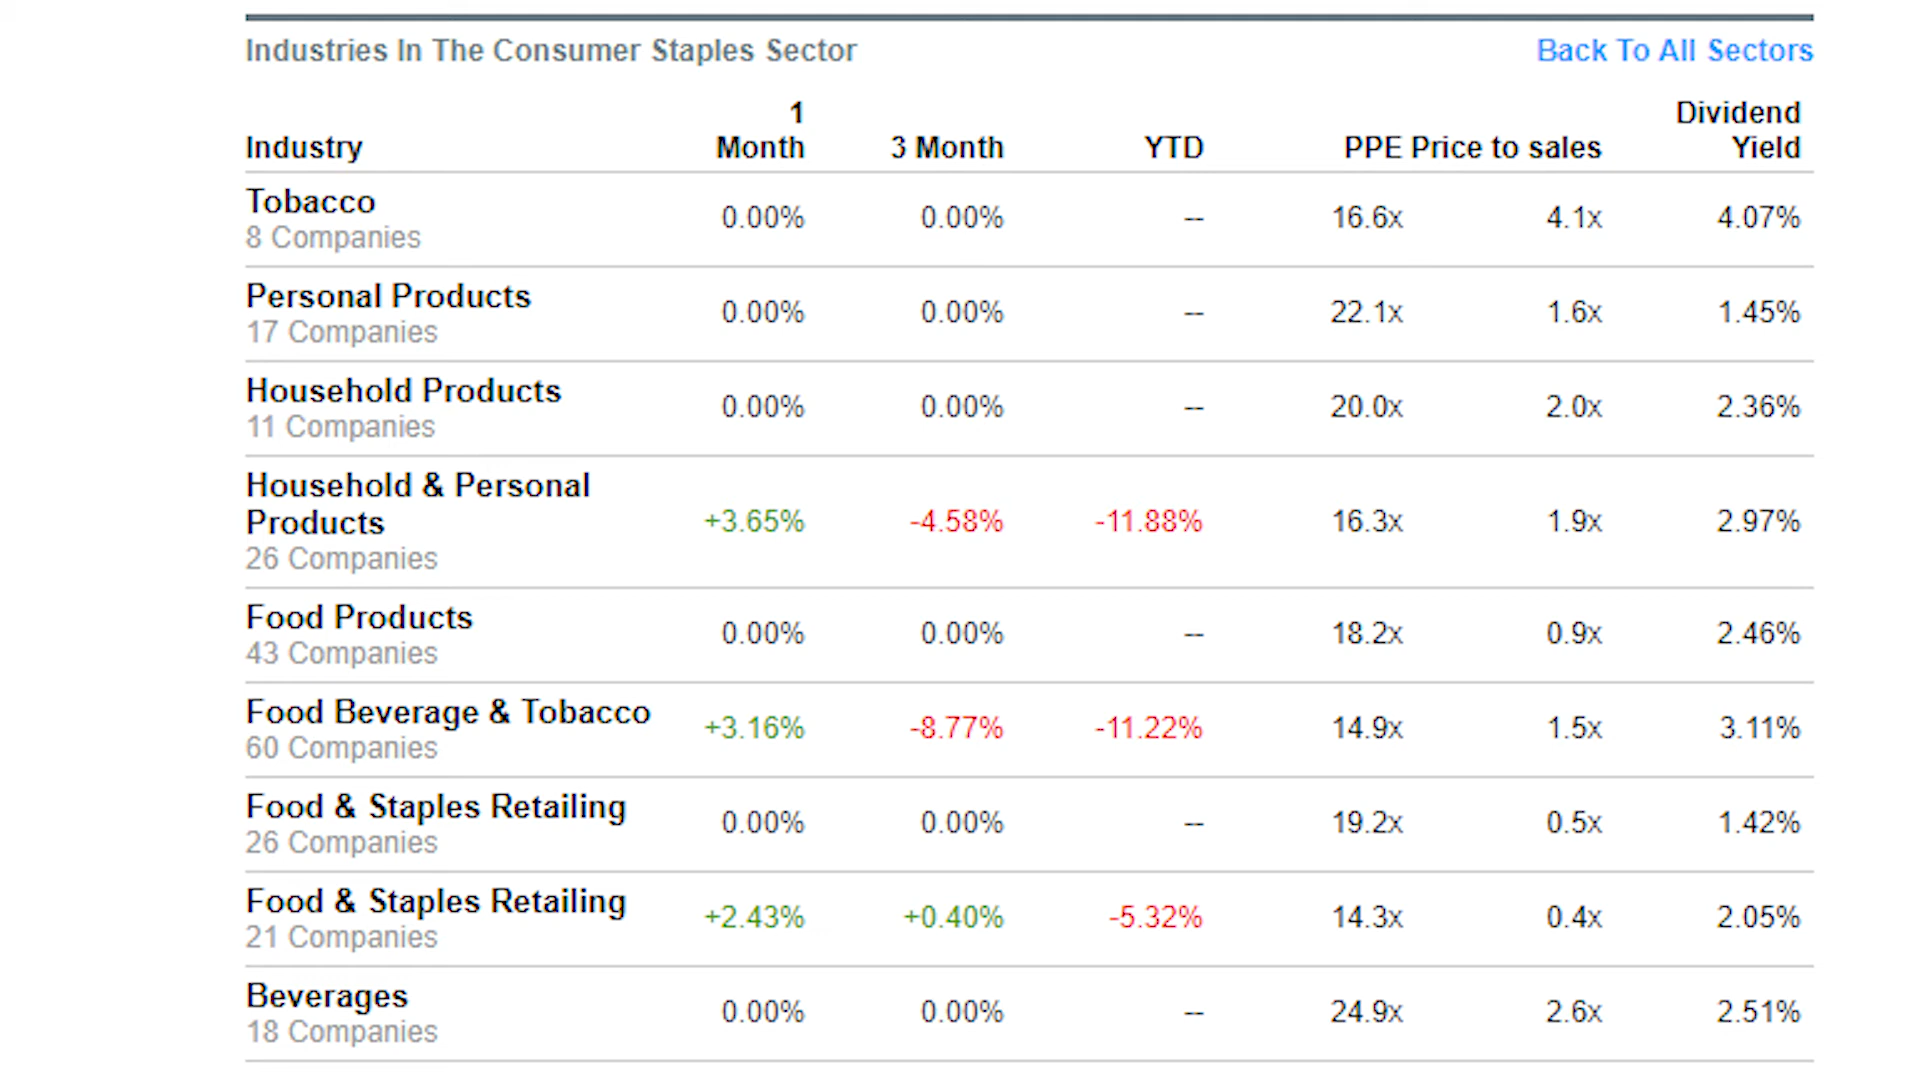 Industries In The Consumer Staples Sector Back To All Sectors
Industry 1 Month 3 Month YTD PPE Price to sales Dividend Yield
Tobacco
8 Companies 0.00% 0.00% -- 16.6x 4.1x 4.07%
Personal Products
17 Companies 0.00% 0.00% -- 22.1x 1.6x 1.45%
Household Products
11 Companies 0.00% 0.00% -- 20.0x 2.0x 2.36%
Household & Personal
Products +3.65% -4.58% -11.88% 16.3x 1.9x 2.97%
26 Companies
Food Products
43 Companies 0.00% 0.00% -- 18.2x 0.9x 2.46%
Food Beverage & Tobacco
60 Companies +3.16% -8.77% -11.22% 14.9x 1.5x 3.11%
Food & Staples Retailing
26 Companies 0.00% 0.00% -- 19.2x 0.5x 1.42%
Food & Staples Retailing
21 Companies +2.43% +0.40% -5.32% 14.3x 0.4x 2.05%
Beverages
18 Companies 0.00% 0.00% -- 24.9x 2.6x 2.51%